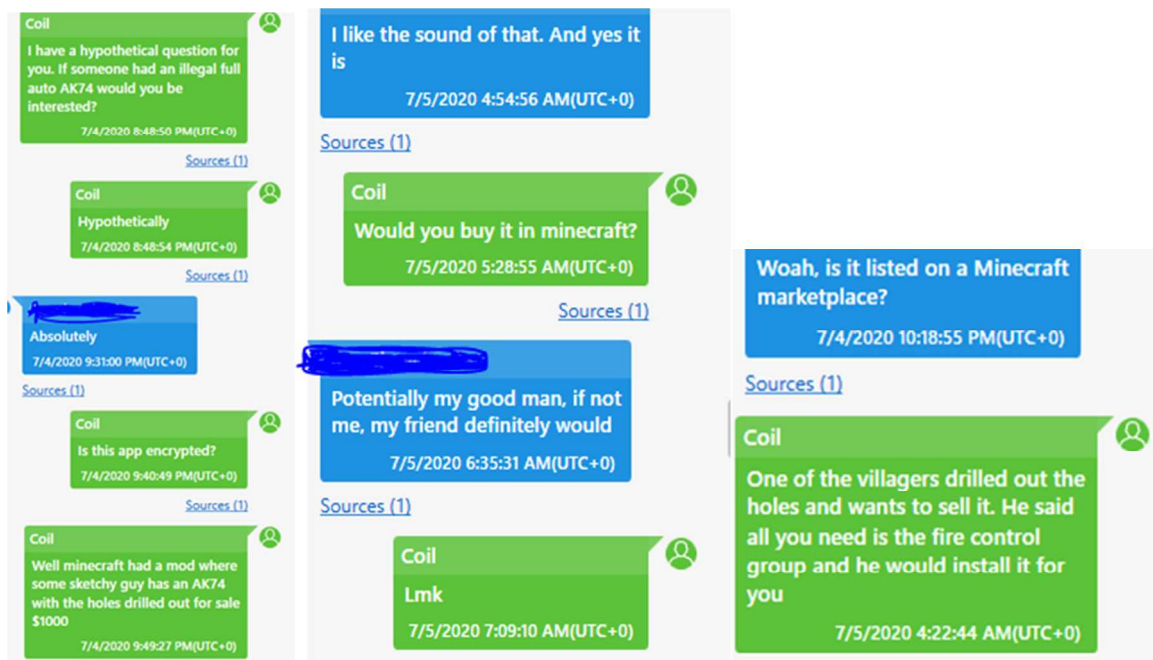 Coil
I have a hypothetical question for
you. If someone had an illegal full
auto AK74 would you be
interested?
7/4/2020 8:48:50 PM(UTC+0)
Sources (1)
Coil
Hypothetically
7/4/2020 8:48:54 PM(UTC+0)
Sources (1)
Absolutely
7/4/2020 9:31:00 PM(UTC+0)
Sources (1)
Coil
Is this app encrypted?
7/4/2020 9:40:49 PM(UTC+0)
Sources (1)
Coil
Well minecraft had a mod where
some sketchy guy has an AK74
with the holes drilled out for sale
$1000
7/4/2020 9:49:27 PM(UTC+0)
I like the sound of that. And yes it
is
7/5/2020 4:54:56 AM(UTC+0)
Sources (1)
Coil
Would you buy it in minecraft?
7/5/2020 5:28:55 AM(UTC+0)
Sources (1)
Potentially my good man, if not
me, my friend definitely would
7/5/2020 6:35:31 AM(UTC+0)
Sources (1)
Coil
Lmk
7/5/2020 7:09:10 AM(UTC+0)
Woah, is it listed on a Minecraft
marketplace?
7/4/2020 10:18:55 PM(UTC+0)
Sources (1)
Coil
One of the villagers drilled out the
holes and wants to sell it. He said
all you need is the fire control
group and he would install it for
you
7/5/2020 4:22:44 AM(UTC+0)